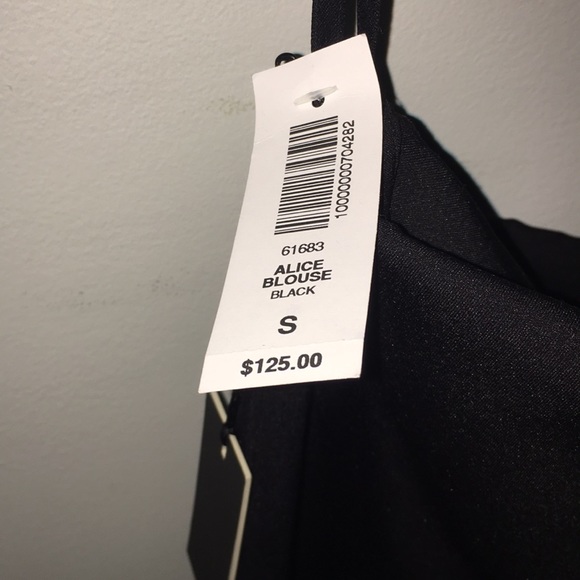 10000000704282
61683
ALICE
BLOUSE
BLACK
S
$125.00